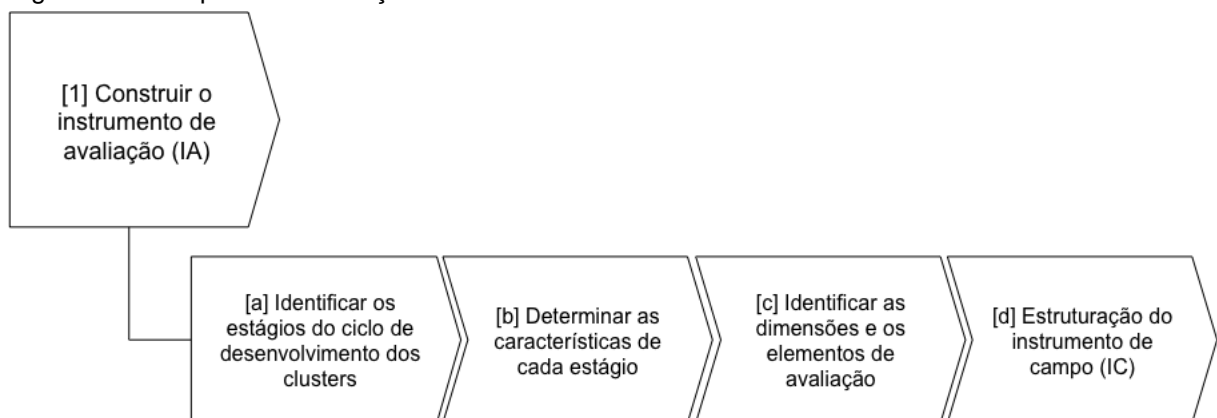 [1] Construir o
instrumento de
avaliação (IA)
[a] Identificar os
estágios do ciclo de
desenvolvimento dos
clusters
[b] Determinar as
características de
cada estágio
[c] Identificar as
dimensões e os
elementos de
avaliação
[d] Estruturação do
instrumento de
campo (IC)